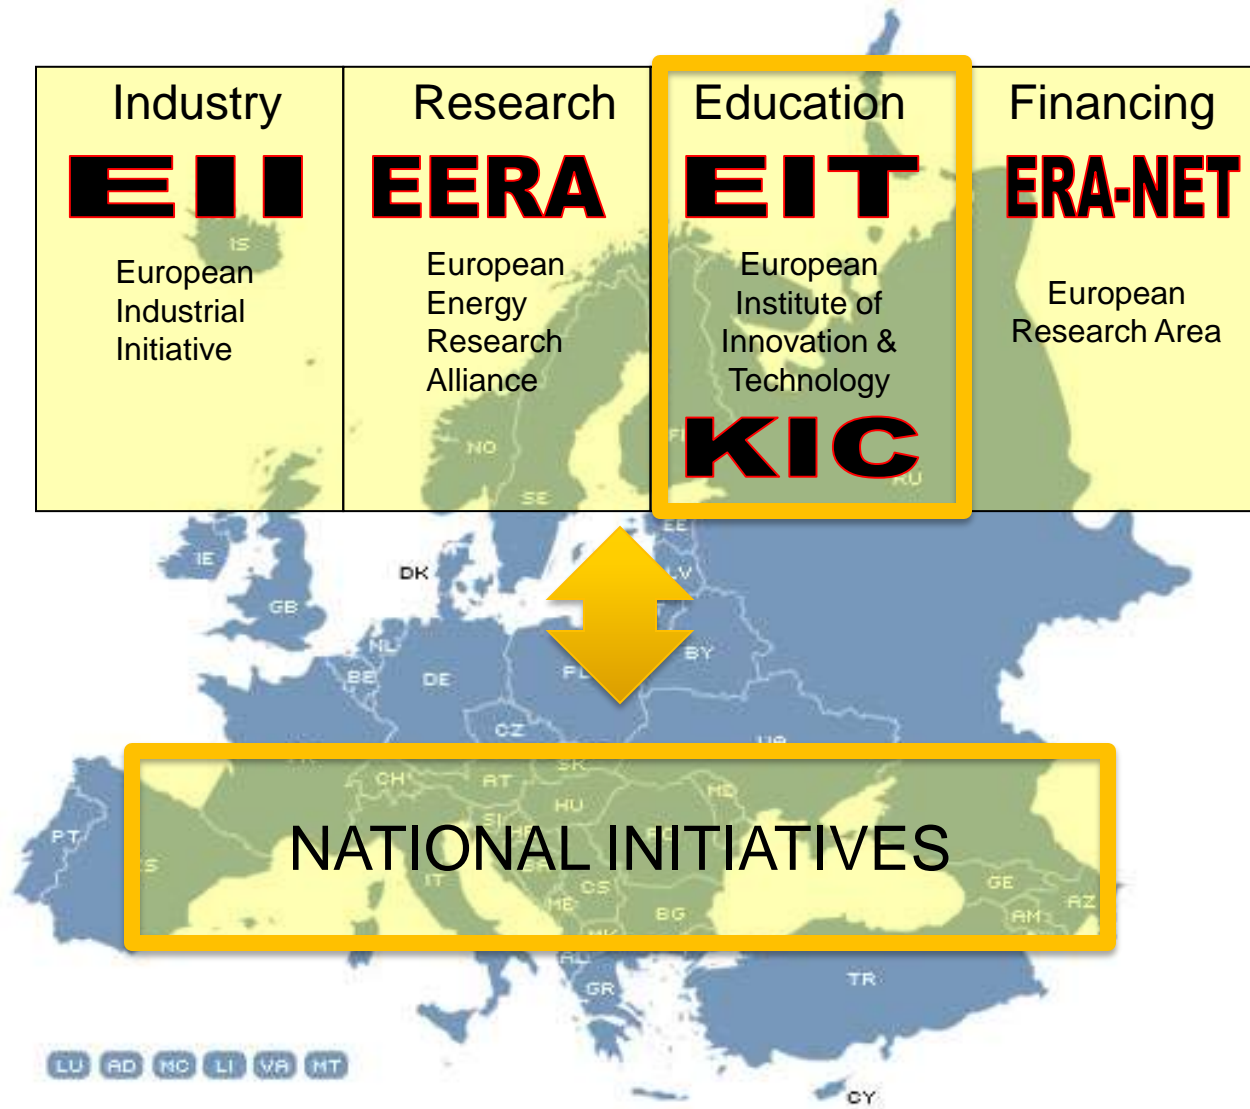 Industry
EII
European
Industrial
Initiative
Research
EERA
European
Energy
Research
Alliance
Education
EIT
European
Institute of
Innovation &
Technology
KIC
Financing
ERA-NET
European
Research Area
IS
NO
SE
RU
EE
LV
IE
DK
GB
NL
BE
DE
PL
BY
CZ
UA
SK
CH
AT
HU
MD
SI
NATIONAL INITIATIVES
PT
ES
IT
CS
ME
BG
MK
GE
AM
AZ
AL
GR
TR
LU AD MC LI VA MT
CY